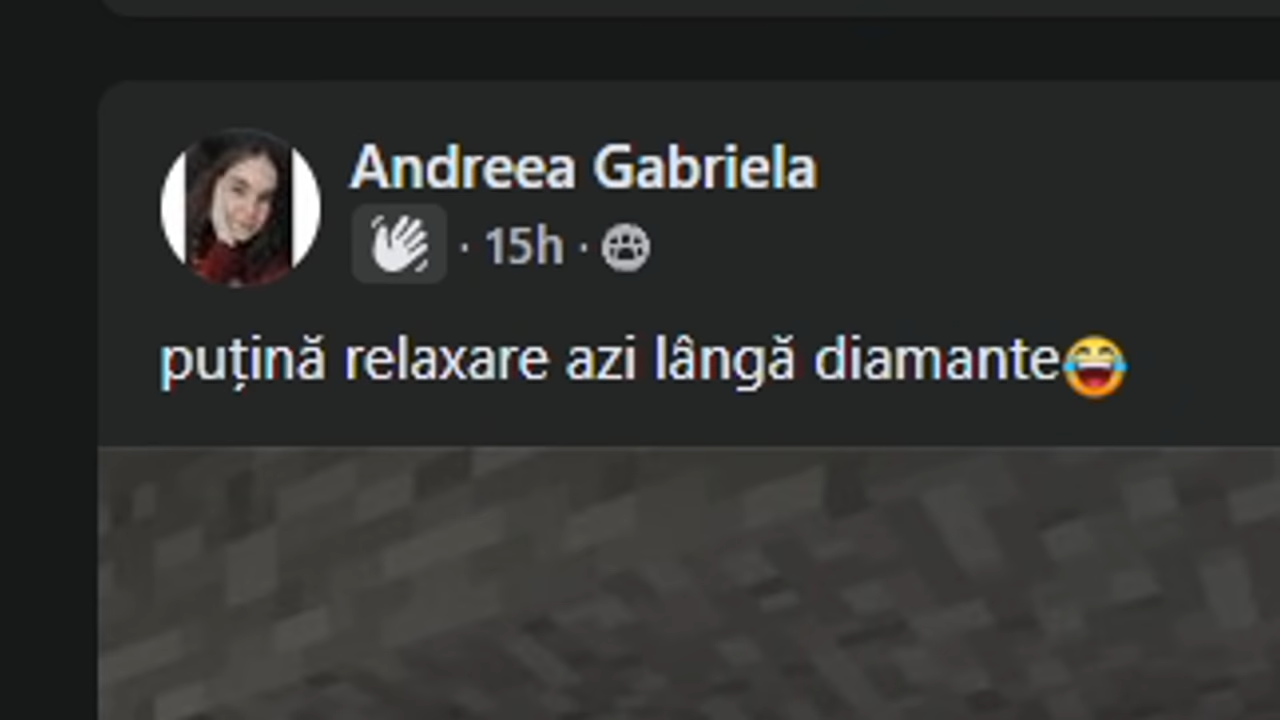 Andreea Gabriela
· 15h ·
puțină relaxare azi lângă diamante😂